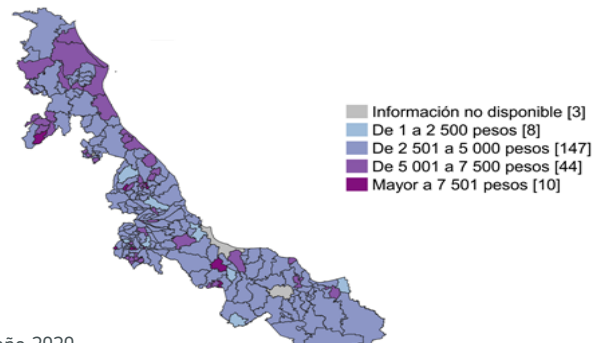 Información no disponible [3]
De 1 a 2 500 pesos [8]
De 2 501 a 5 000 pesos [147]
De 5 001 a 7 500 pesos [44]
Mayor a 7 501 pesos [10]